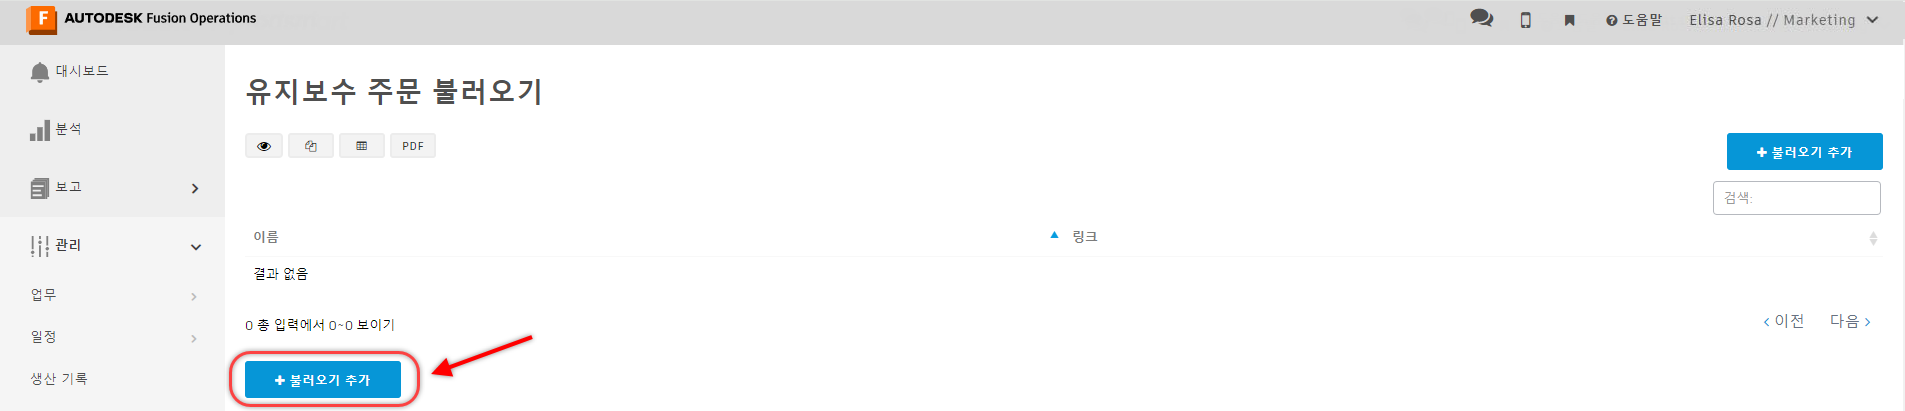 F AUTODESK Fusion Operations
도움말
Elisa Rosa // Marketing
대시보드
분석
보고
관리
업무
일정
생산 기록
유지보수 주문 불러오기
PDF
불러오기 추가
검색:
이름
링크
결과 없음
0 총 입력에서 0~0 보이기
이전
다음
불러오기 추가